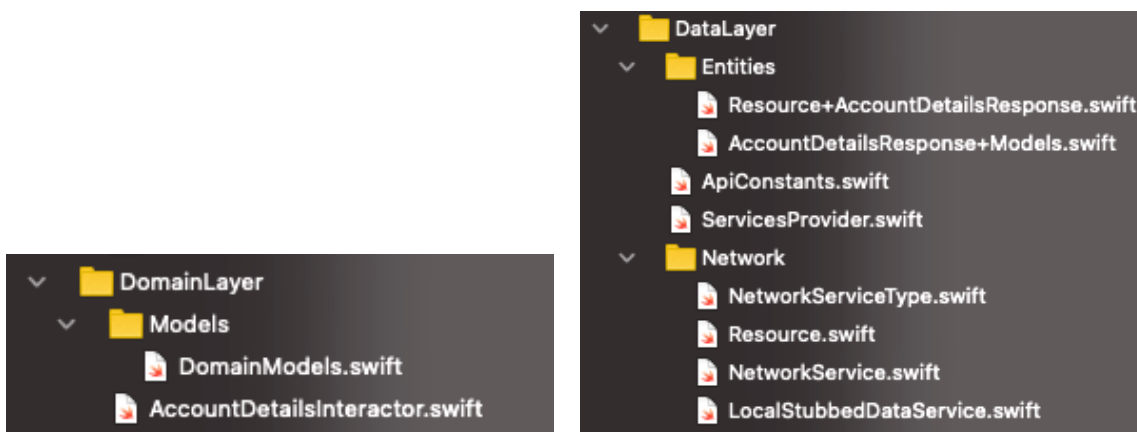 DomainLayer
Models
DomainModels.swift
AccountDetailsInteractor.swift
DataLayer
Entities
Resource+AccountDetailsResponse.swift
AccountDetailsResponse+Models.swift
ApiConstants.swift
ServicesProvider.swift
Network
NetworkServiceType.swift
Resource.swift
NetworkService.swift
LocalStubbedDataService.swift